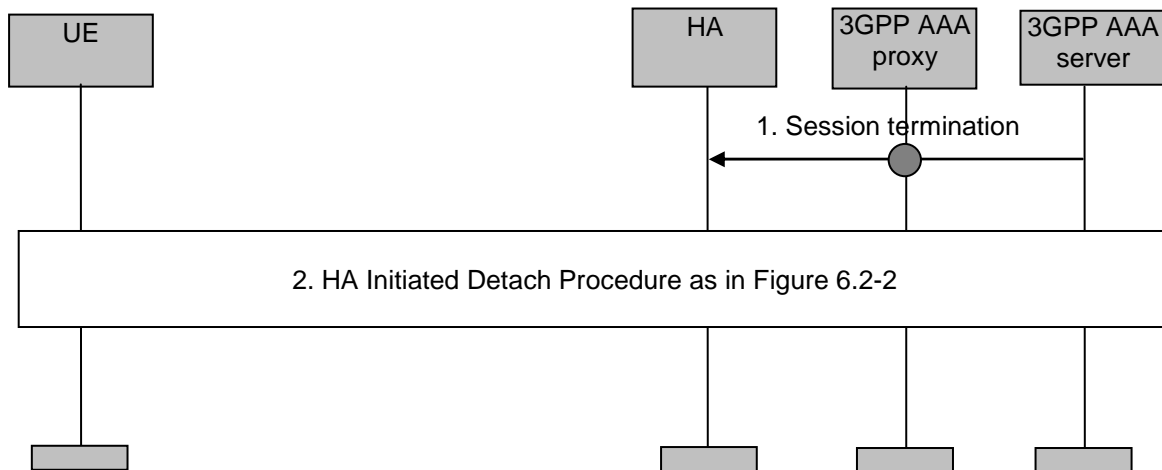 UE
HA
3GPP AAA
proxy
3GPP AAA
server
1. Session termination
2. HA Initiated Detach Procedure as in Figure 6.2-2